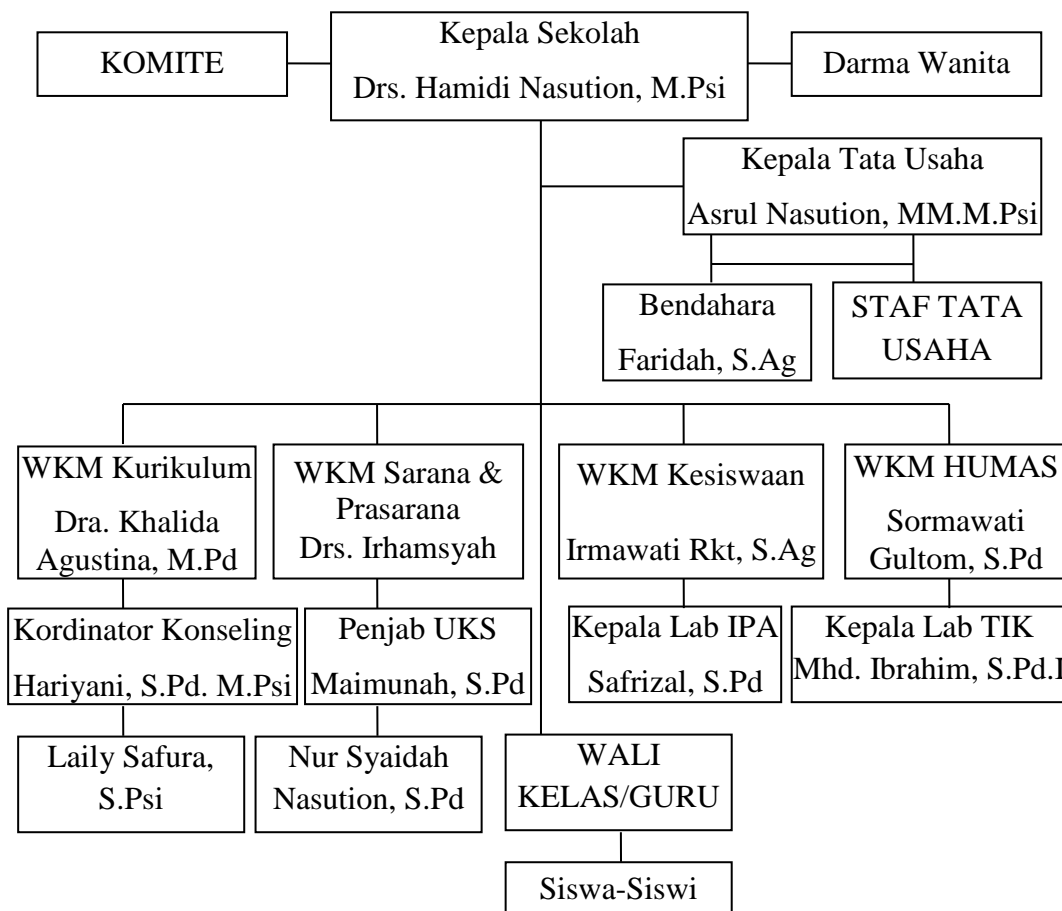 KOMITE
Kepala Sekolah
Drs. Hamidi Nasution, M.Psi
Darma Wanita
Kepala Tata Usaha
Asrul Nasution, MM.M.Psi
Bendahara
Faridah, S.Ag
STAF TATA
USAHA
WKM Kurikulum
Dra. Khalida
Agustina, M.Pd
WKM Sarana &
Prasarana
Drs. Irhamsyah
WKM Kesiswaan
Irmawati Rkt, S.Ag
WKM HUMAS
Sormawati
Gultom, S.Pd
Kordinator Konseling
Hariyani, S.Pd. M.Psi
Penjab UKS
Maimunah, S.Pd
Kepala Lab IPA
Safrizal, S.Pd
Kepala Lab TIK
Mhd. Ibrahim, S.Pd.I
Laily Safura,
S.Psi
Nur Syaidah
Nasution, S.Pd
WALI
KELAS/GURU
Siswa-Siswi